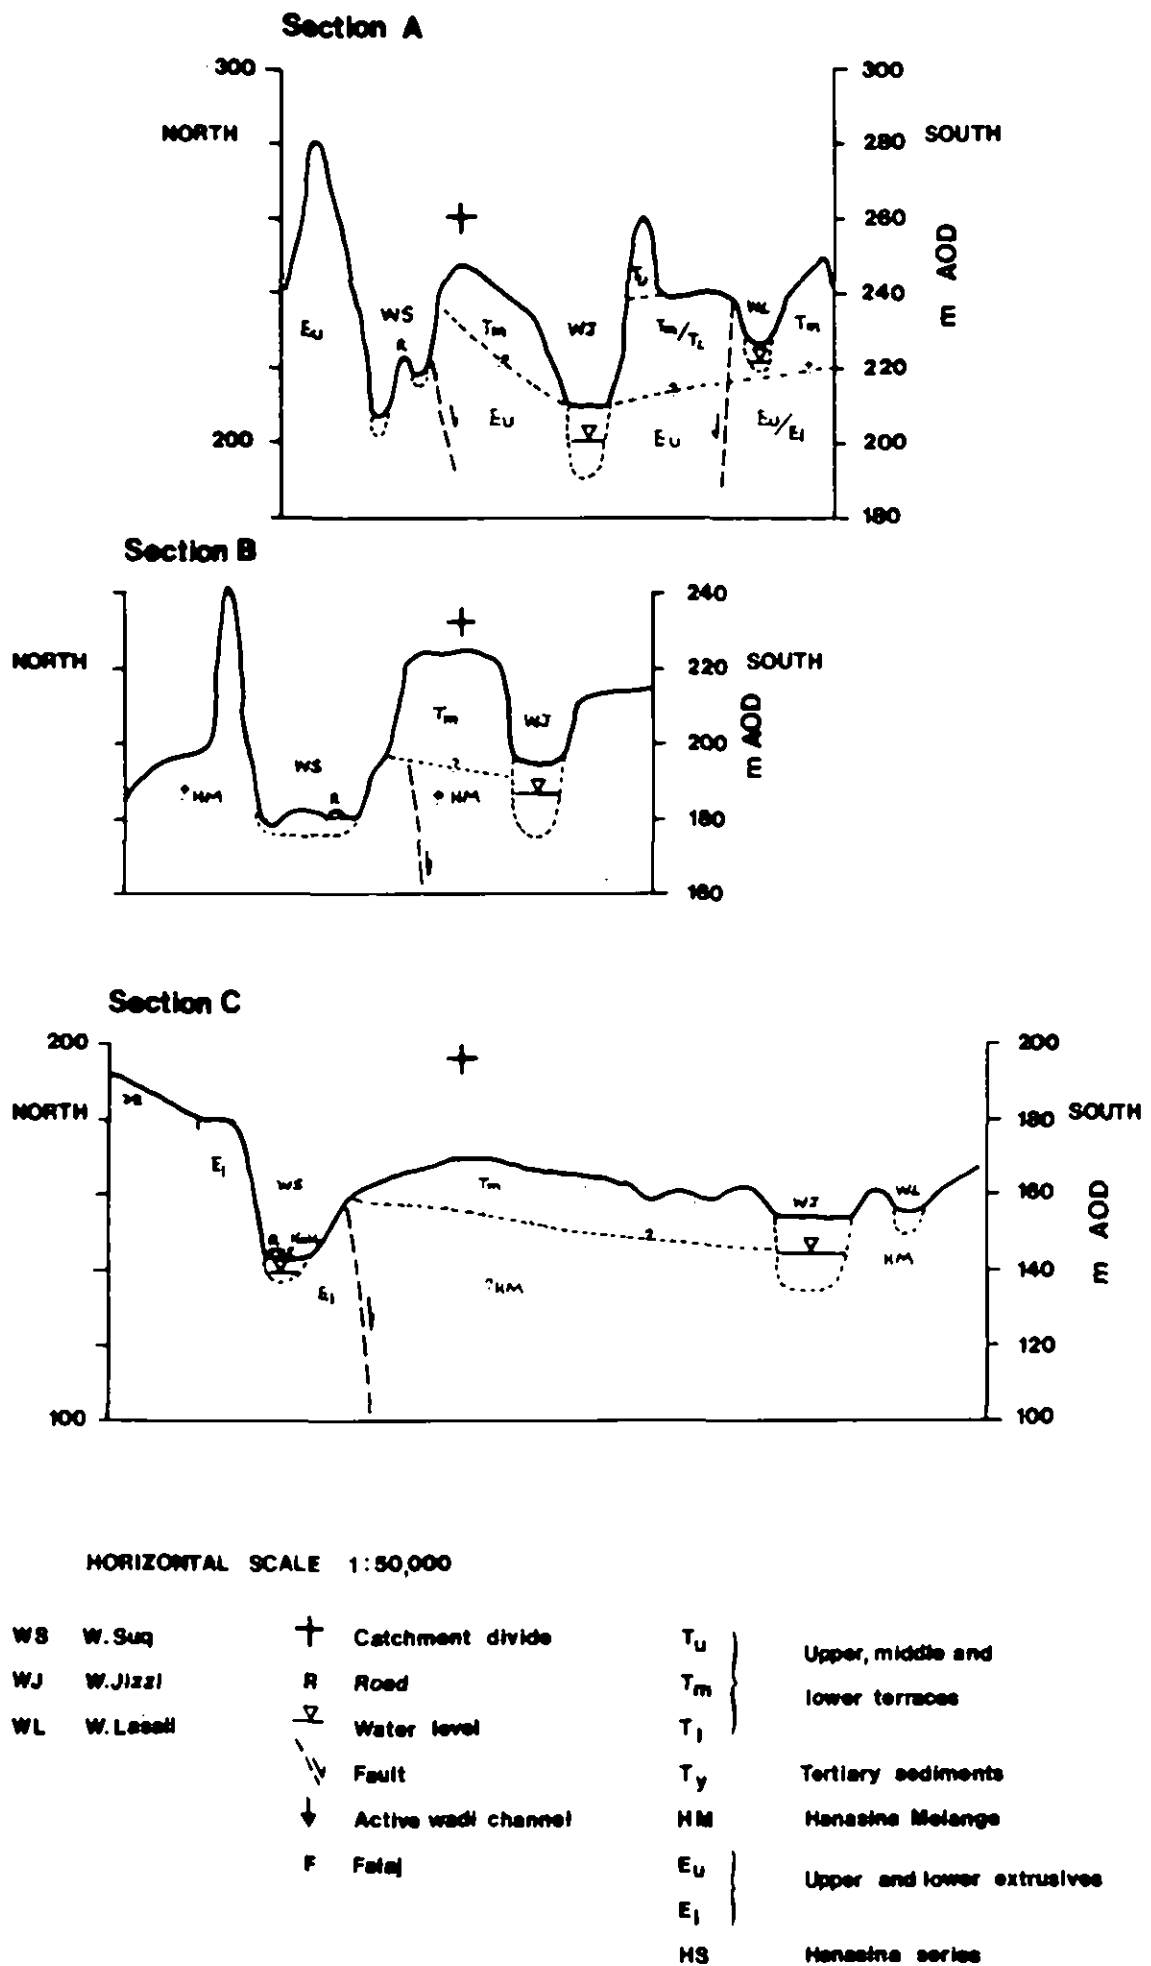 Section A
300 300
NORTH 280 SOUTH
260
m AOD
240
220
200 200
180
Eu WS R Tm ? Eu WJ Tu Tm/TL ? Eu WL Tm Eu/El
Section B
240
NORTH 220 SOUTH
200
m AOD
180
160
? HM WS R Tm ? HM WJ
Section C
200 200
NORTH 180 SOUTH
160
m AOD
140
120
100 100
El WS R El Tm ? ?HM WJ WL HM
HORIZONTAL SCALE 1:50,000
WS W.Suq
WJ W.Jizzi
WL W.Lasail
Catchment divide
R Road
Water level
Fault
Active wadi channel
F Falaj
Tu
Tm
Tl
Upper, middle and
lower terraces
Ty Tertiary sediments
HM Henasina Melange
Eu
El
Upper and lower extrusives
HS Henasina series